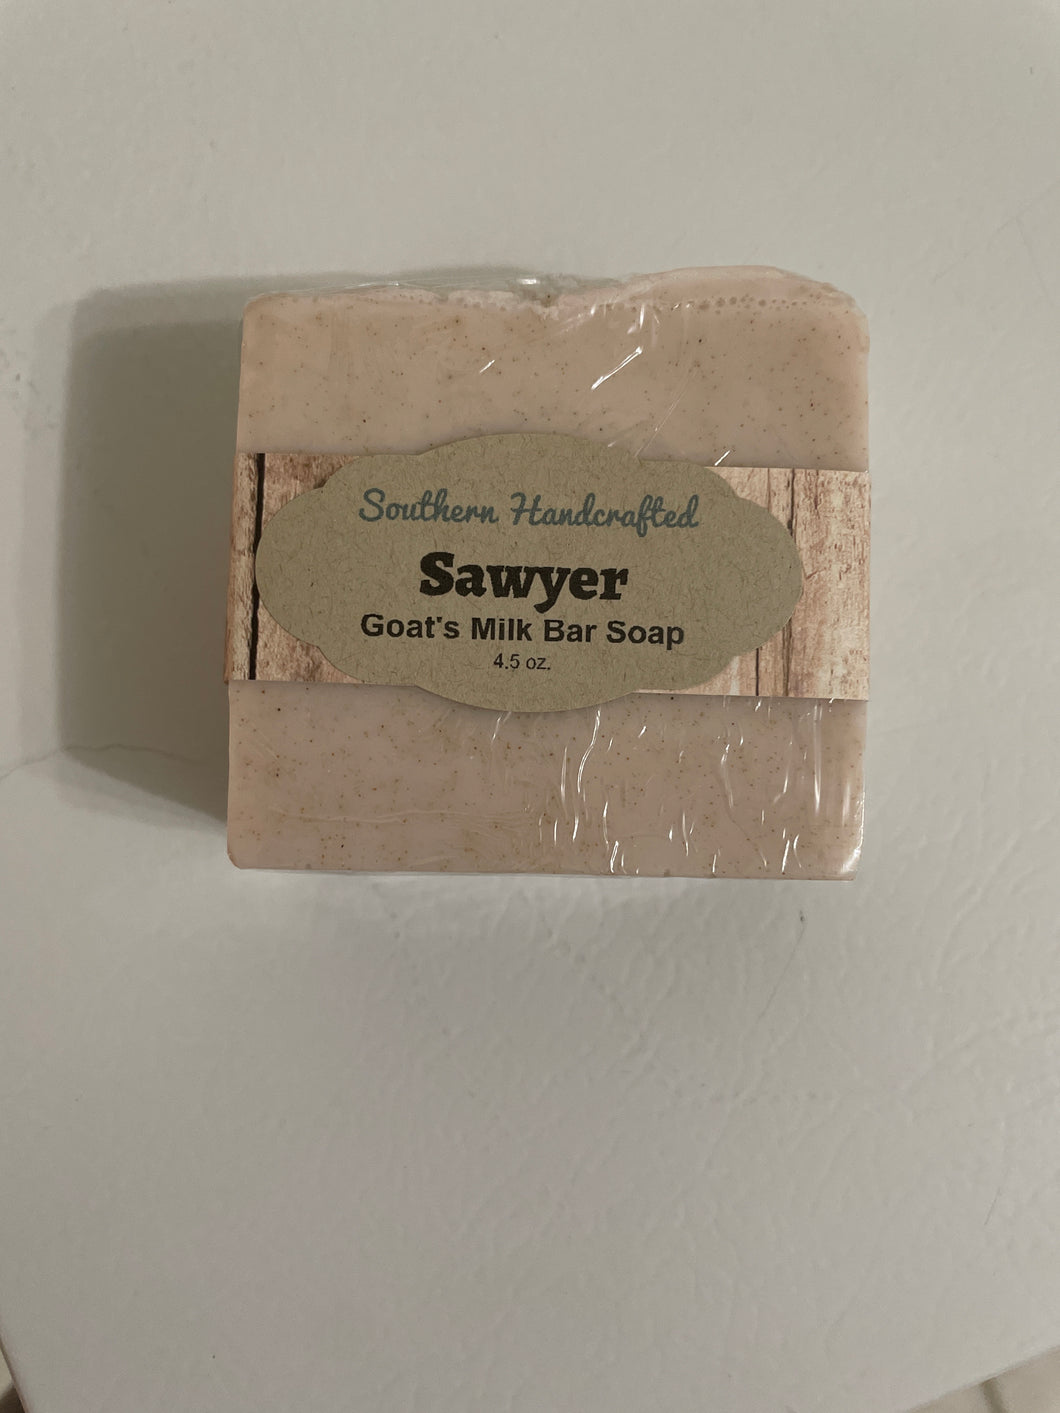 Southern Handcrafted
Sawyer
Goat's Milk Bar Soap
4.5 oz.